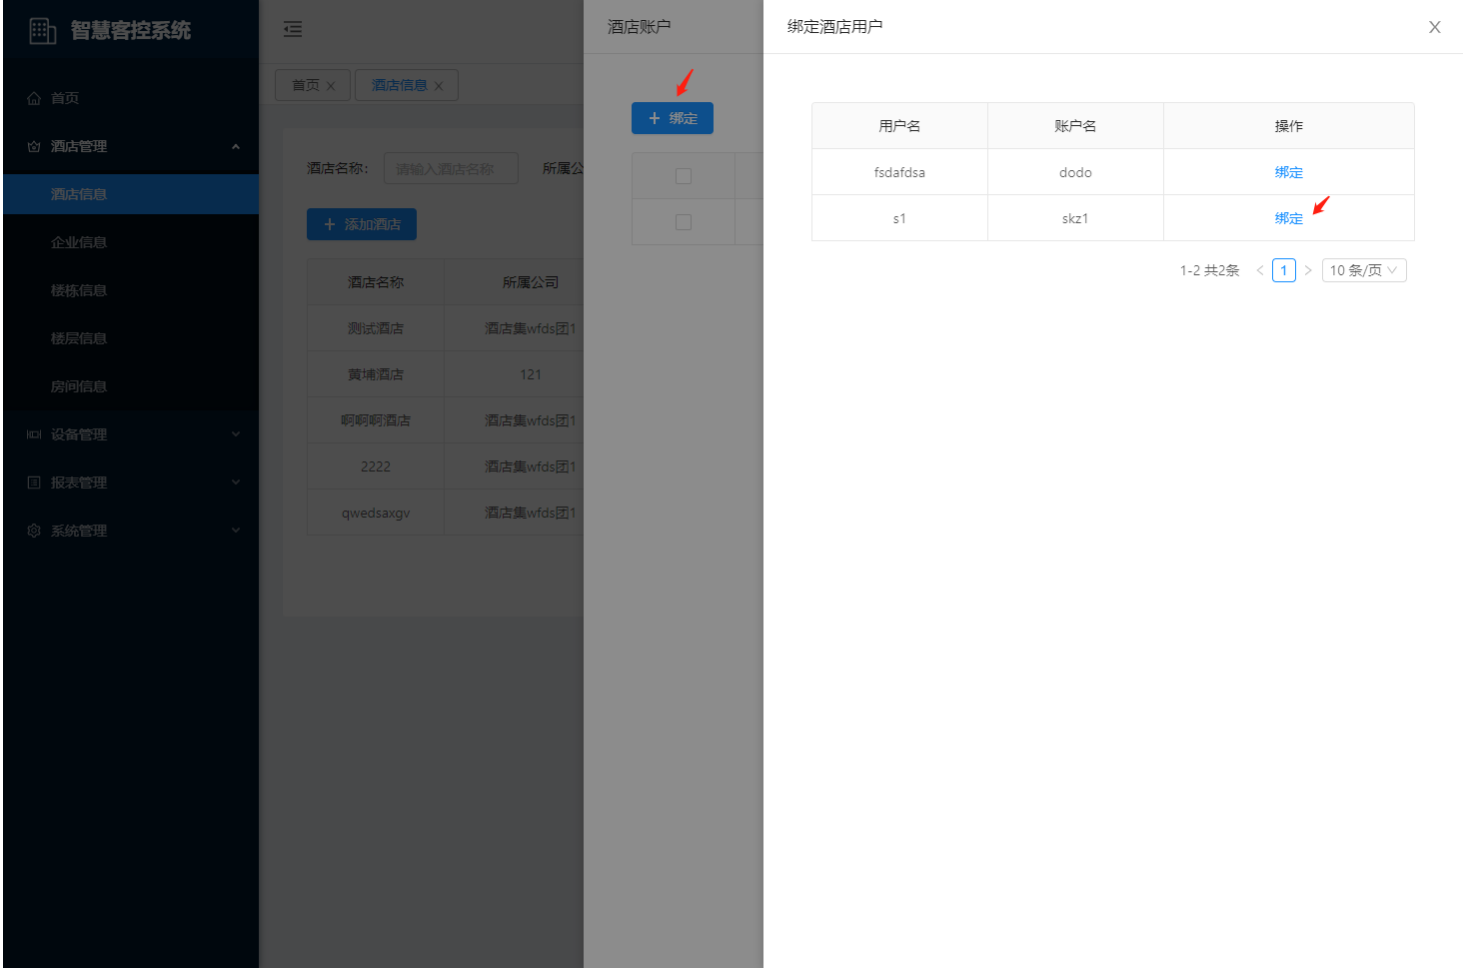 智慧客控系统
首页
酒店管理
酒店信息
企业信息
楼栋信息
楼层信息
房间信息
设备管理
报表管理
系统管理
首页 X
酒店信息 X
酒店名称: 请输入酒店名称 所属公
+ 添加酒店
酒店名称 所属公司
测试酒店 酒店集wfds团1
黄埔酒店 121
啊啊啊酒店 酒店集wfds团1
2222 酒店集wfds团1
qwedsaxgv 酒店集wfds团1
酒店账户
+ 绑定
绑定酒店用户 X
用户名 账户名 操作
fsdafdsa dodo 绑定
s1 skz1 绑定
1-2 共2条 < 1 > 10 条/页